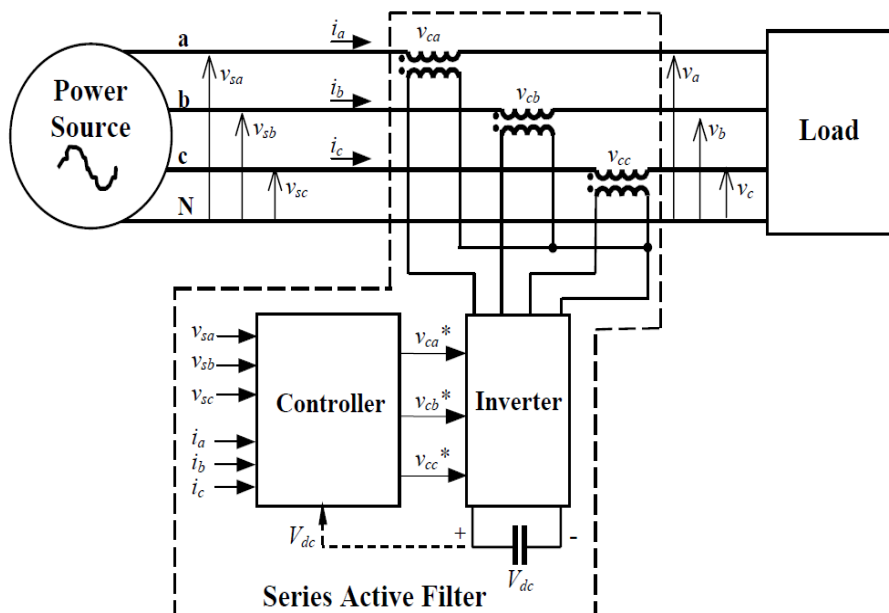 a
i_a
v_ca
v_sa
v_a
Power
Source
b
i_b
v_cb
v_sb
v_b
Load
c
i_c
v_cc
v_sc
v_c
N
v_sa
v_sb
v_sc
i_a
i_b
i_c
Controller
v_ca*
v_cb*
v_cc*
Inverter
V_dc
+
-
V_dc
Series Active Filter